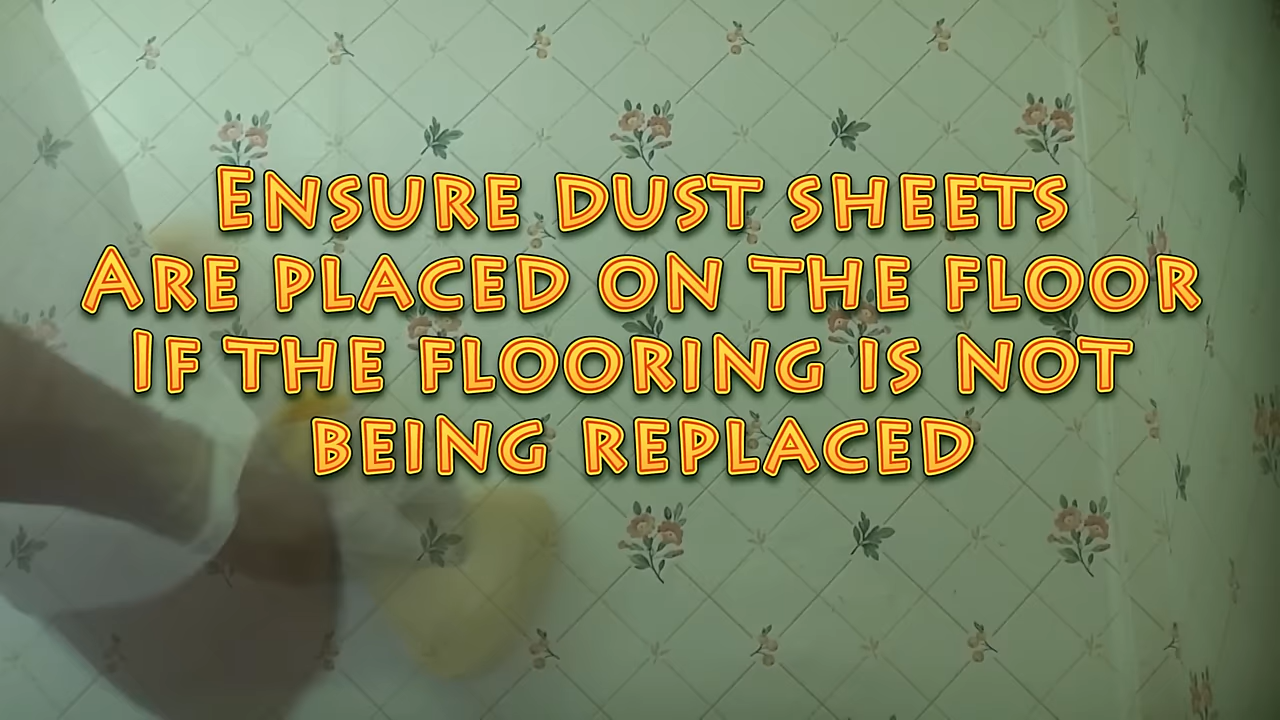 Ensure dust sheets
Are placed on the floor
If the flooring is not
being replaced